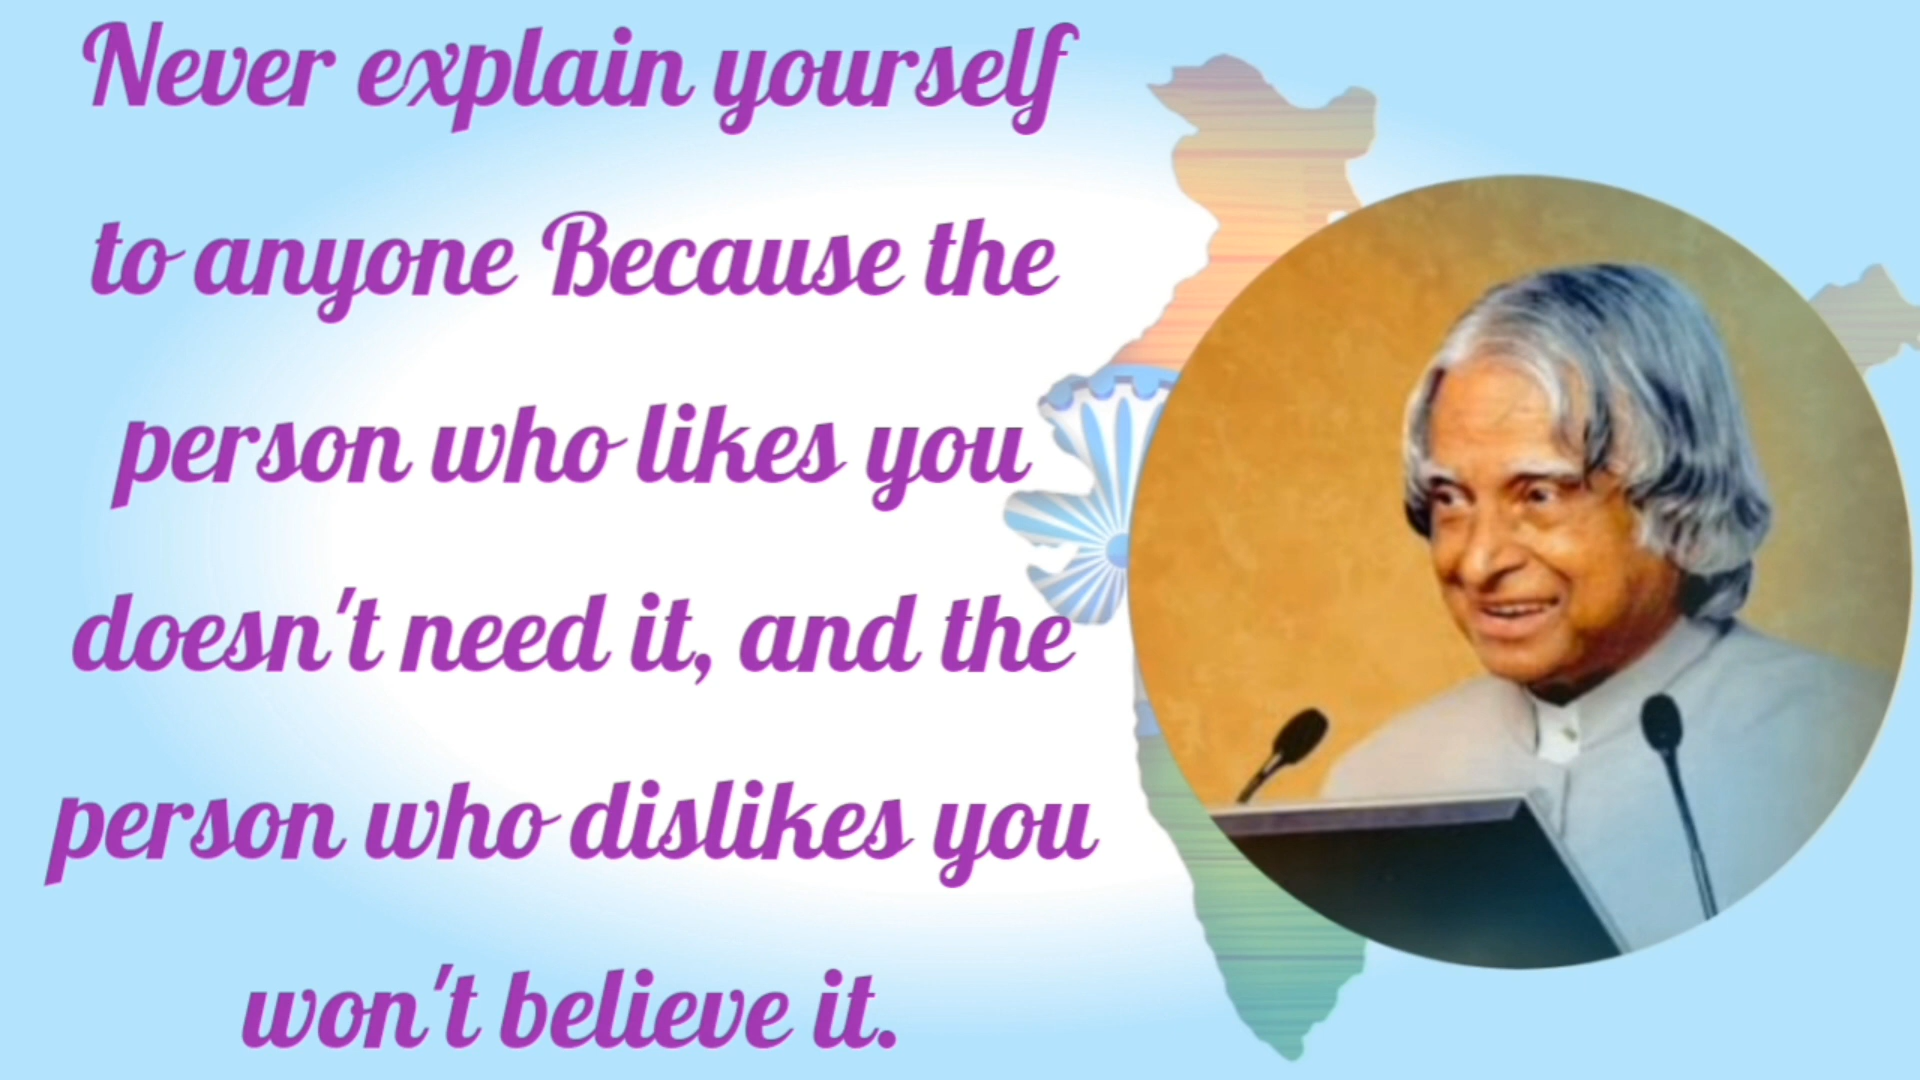 Never explain yourself
to anyone Because the
person who likes you
doesn't need it, and the
person who dislikes you
won't believe it.